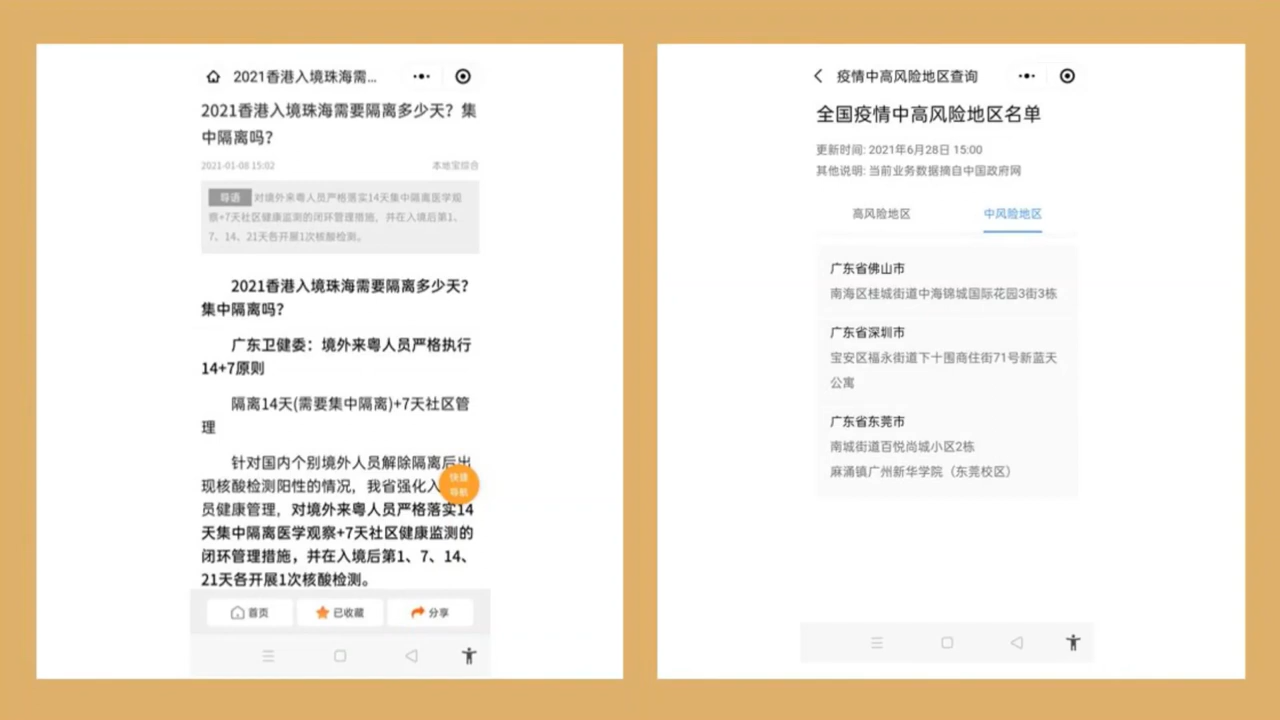 2021香港入境珠海需...
2021香港入境珠海需要隔离多少天？集
中隔离吗？
2021-01-08 15:02
本地宝综合
导语 对境外来粤人员严格落实14天集中隔离医学观
察+7天社区健康监测的闭环管理措施，并在入境后第1、
7、14、21天各开展1次核酸检测。
2021香港入境珠海需要隔离多少天？
集中隔离吗？
广东卫健委：境外来粤人员严格执行
14+7原则
隔离14天(需要集中隔离)+7天社区管
理
针对国内个别境外人员解除隔离后出
现核酸检测阳性的情况，我省强化入
员健康管理，对境外来粤人员严格落实14
天集中隔离医学观察+7天社区健康监测的
闭环管理措施，并在入境后第1、7、14、
21天各开展1次核酸检测。
快捷
导航
首页
已收藏
分享
疫情中高风险地区查询
全国疫情中高风险地区名单
更新时间: 2021年6月28日 15:00
其他说明: 当前业务数据摘自中国政府网
高风险地区
中风险地区
广东省佛山市
南海区桂城街道中海锦城国际花园3街3栋
广东省深圳市
宝安区福永街道下十围商住街71号新蓝天
公寓
广东省东莞市
南城街道百悦尚城小区2栋
麻涌镇广州新华学院（东莞校区）